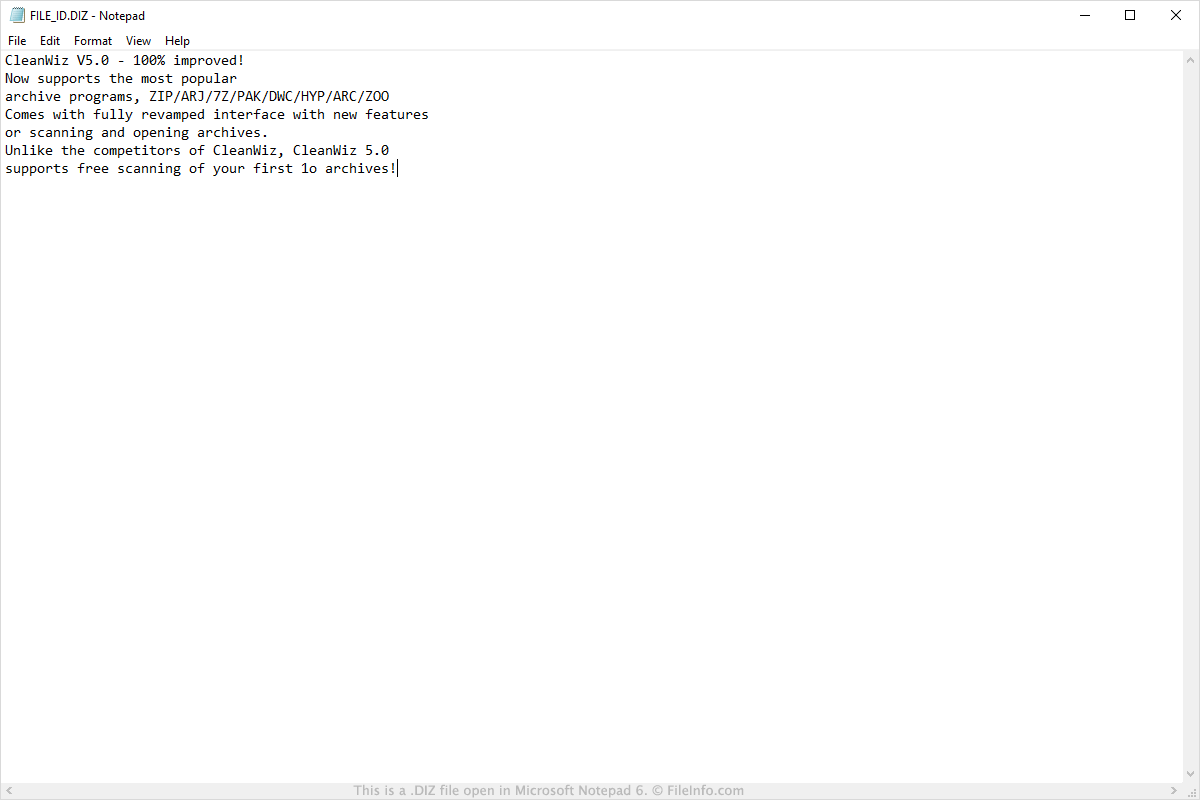 FILE_ID.DIZ - Notepad
File Edit Format View Help
CleanWiz V5.0 - 100% improved!
Now supports the most popular
archive programs, ZIP/ARJ/7Z/PAK/DWC/HYP/ARC/ZOO
Comes with fully revamped interface with new features
or scanning and opening archives.
Unlike the competitors of CleanWiz, CleanWiz 5.0
supports free scanning of your first 1o archives!
This is a .DIZ file open in Microsoft Notepad 6. © FileInfo.com